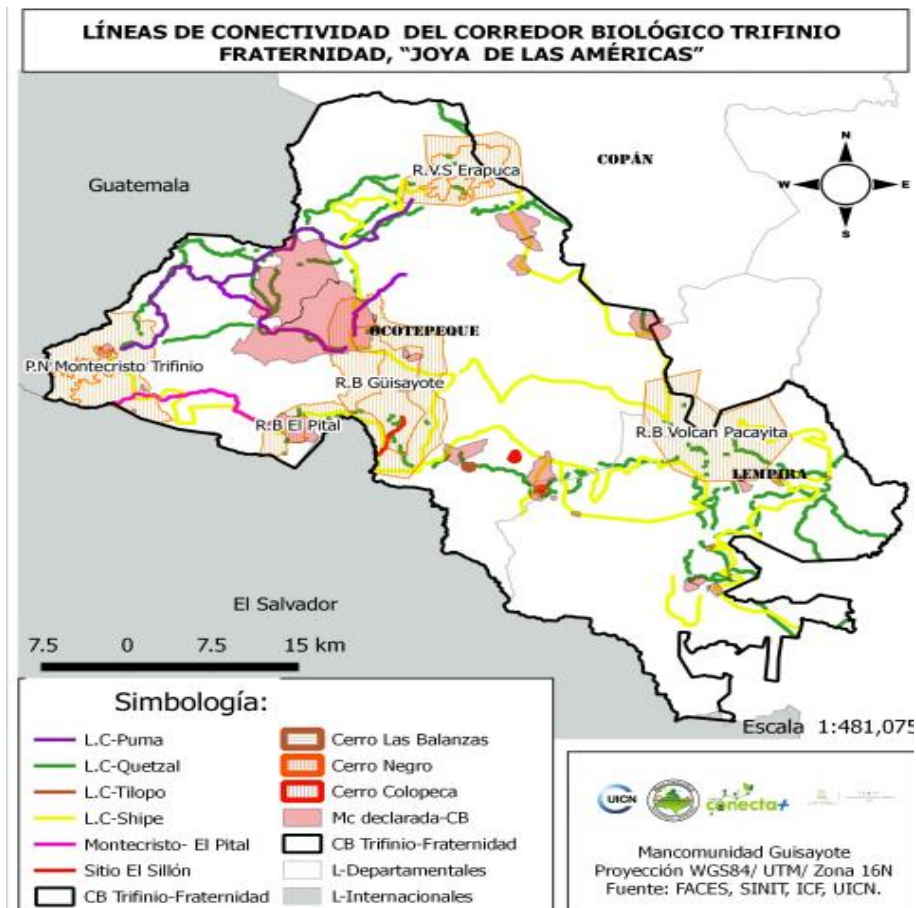 LÍNEAS DE CONECTIVIDAD DEL CORREDOR BIOLÓGICO TRIFINIO
FRATERNIDAD, "JOYA DE LAS AMÉRICAS"
COPÁN
N
W
E
S
Guatemala
R.V.S Erapuca
OCOTEPEQUE
P.N Montecristo Trifinio
R.B Güisayote
R.B El Pital
R.B Volcan Pacayita
LEMPIRA
El Salvador
7.5 0 7.5 15 km
Escala 1:481,075
Simbología:
L.C-Puma
L.C-Quetzal
L.C-Tilopo
L.C-Shipe
Montecristo- El Pital
Sitio El Sillón
CB Trifinio-Fraternidad
Cerro Las Balanzas
Cerro Negro
Cerro Colopeca
Mc declarada-CB
CB Trifinio-Fraternidad
L-Departamentales
L-Internacionales
UICN
conecta+
Mancomunidad Guisayote
Proyección WGS84/ UTM/ Zona 16N
Fuente: FACES, SINIT, ICF, UICN.